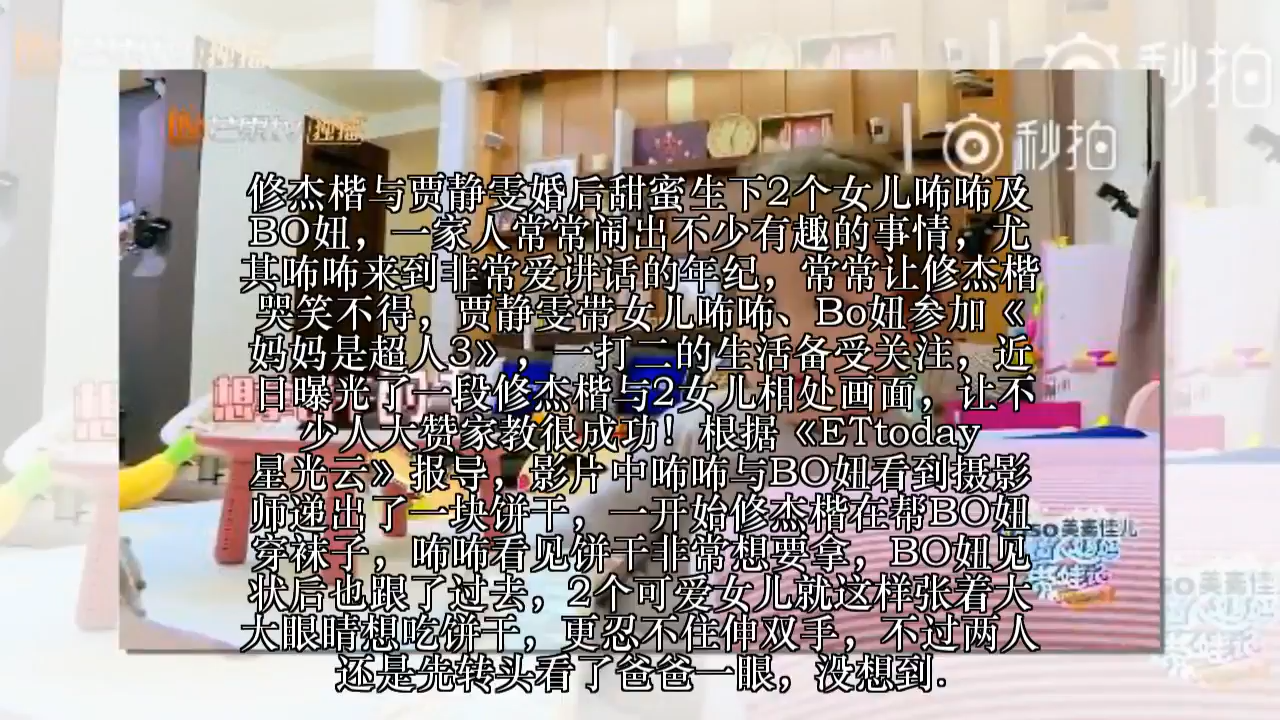 秒拍
秒拍
独播
修杰楷与贾静雯婚后甜蜜生下2个女儿咘咘及
BO妞，一家人常常闹出不少有趣的事情，尤
其咘咘来到非常爱讲话的年纪，常常让修杰楷
哭笑不得，贾静雯带女儿咘咘、Bo妞参加《
妈妈是超人3》，一打二的生活备受关注，近
日曝光了一段修杰楷与2女儿相处画面，让不
少人大赞家教很成功！根据《ETtoday
星光云》报导，影片中咘咘与BO妞看到摄影
师递出了一块饼干，一开始修杰楷在帮BO妞
穿袜子，咘咘看见饼干非常想要拿，BO妞见
状后也跟了过去，2个可爱女儿就这样张着大
大眼睛想吃饼干，更忍不住伸双手，不过两人
还是先转头看了爸爸一眼，没想到.
想
美素佳儿
美素佳